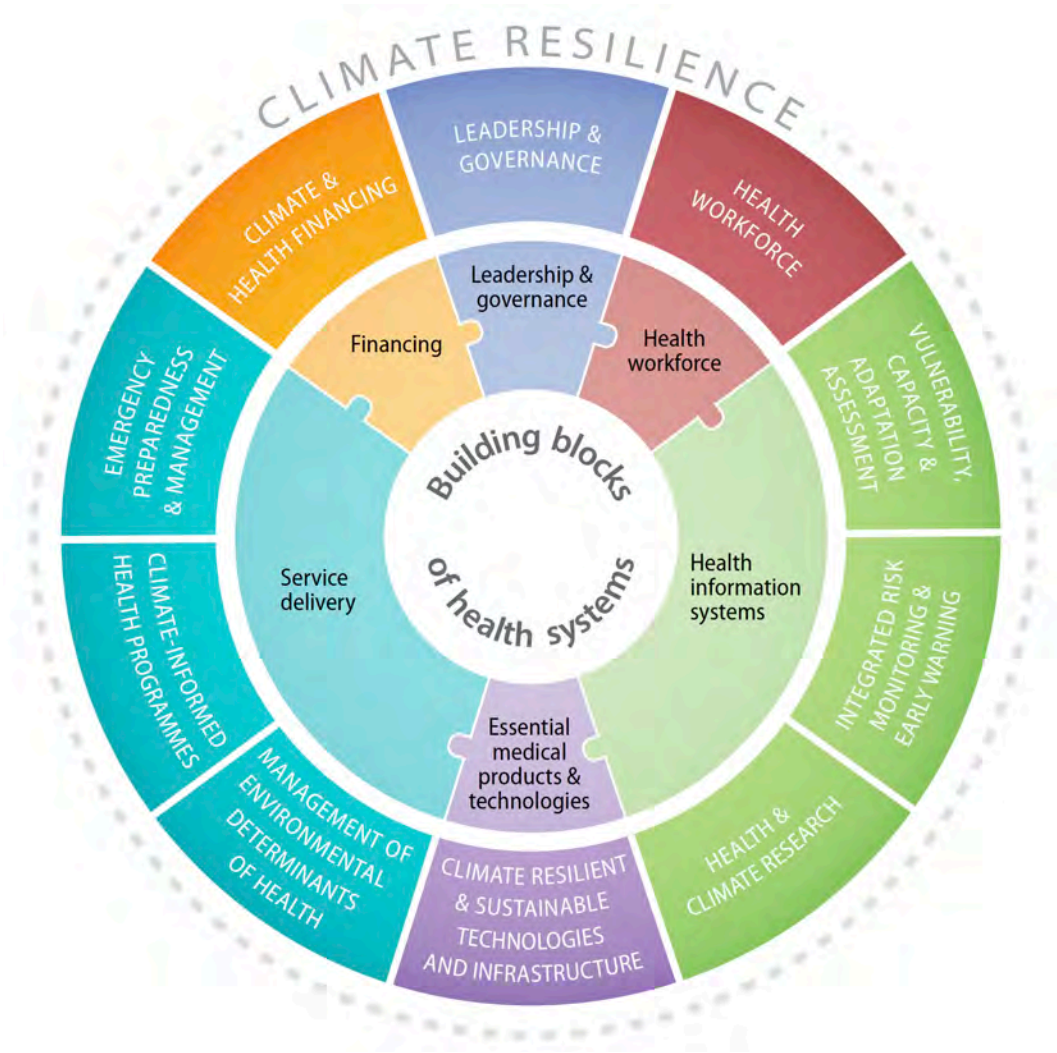 CLIMATE RESILIENCE
LEADERSHIP &
GOVERNANCE
HEALTH
WORKFORCE
VULNERABILITY,
CAPACITY &
ADAPTATION
ASSESSMENT
INTEGRATED RISK
MONITORING &
EARLY WARNING
HEALTH &
CLIMATE RESEARCH
CLIMATE RESILIENT
& SUSTAINABLE
TECHNOLOGIES
AND INFRASTRUCTURE
MANAGEMENT OF
ENVIRONMENTAL
DETERMINANTS
OF HEALTH
CLIMATE-INFORMED
HEALTH PROGRAMMES
EMERGENCY
PREPAREDNESS
& MANAGEMENT
CLIMATE &
HEALTH FINANCING
Leadership &
governance
Health
workforce
Health
information
systems
Essential
medical
products &
technologies
Service
delivery
Financing
Building blocks
of health systems